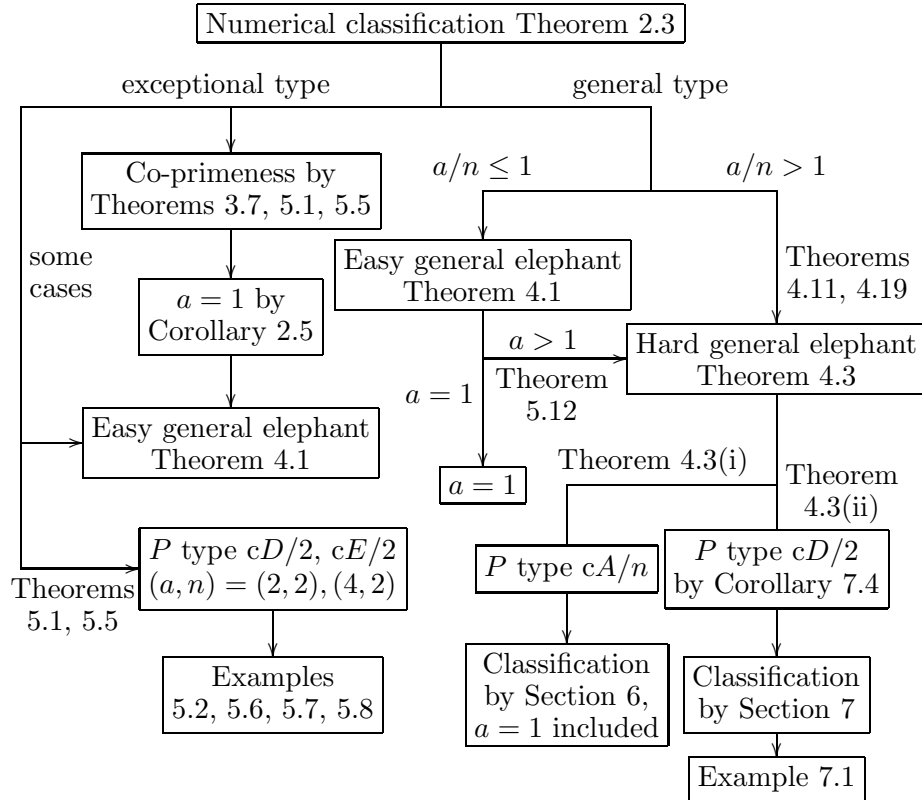 Numerical classification Theorem 2.3
exceptional type
general type
Co-primeness by
Theorems 3.7, 5.1, 5.5
a/n ≤ 1
a/n > 1
some
cases
Easy general elephant
Theorem 4.1
Theorems
4.11, 4.19
a = 1 by
Corollary 2.5
a > 1
Theorem
5.12
Hard general elephant
Theorem 4.3
a = 1
Easy general elephant
Theorem 4.1
a = 1
Theorem 4.3(i)
Theorem
4.3(ii)
P type cD/2, cE/2
(a, n) = (2, 2), (4, 2)
Theorems
5.1, 5.5
P type cA/n
P type cD/2
by Corollary 7.4
Examples
5.2, 5.6, 5.7, 5.8
Classification
by Section 6,
a = 1 included
Classification
by Section 7
Example 7.1